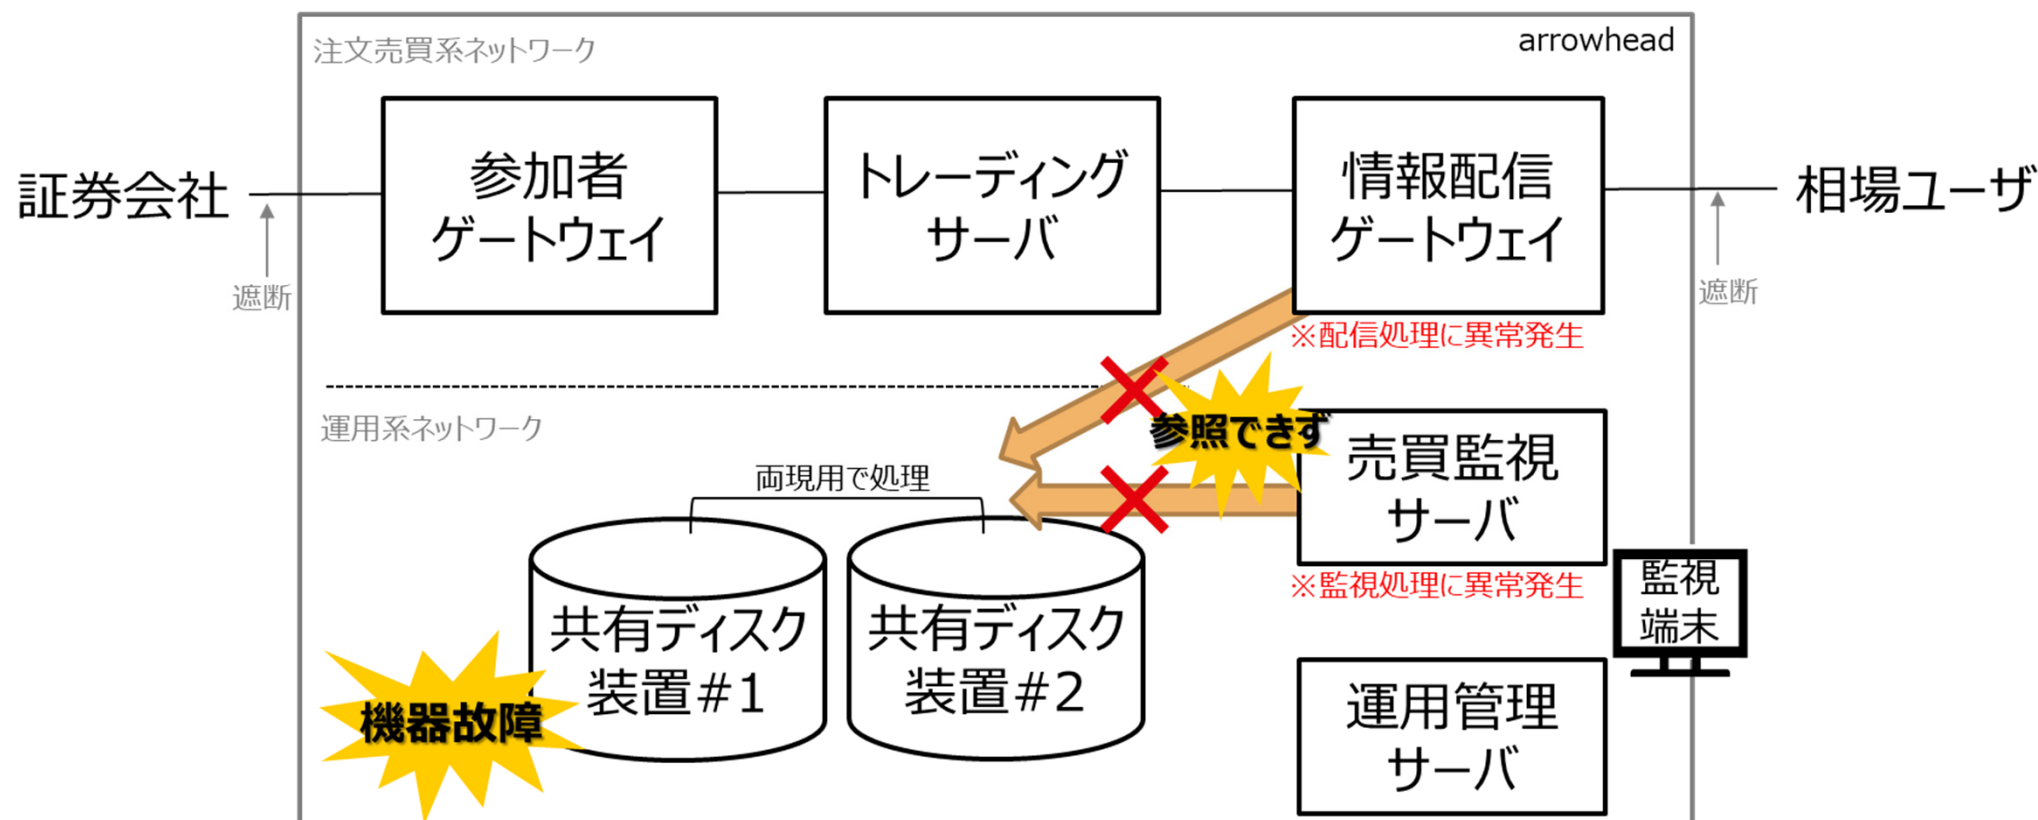 注文売買系ネットワーク
arrowhead
証券会社
参加者
ゲートウェイ
トレーディング
サーバ
情報配信
ゲートウェイ
相場ユーザ
遮断
遮断
※配信処理に異常発生
運用系ネットワーク
参照できず
売買監視
サーバ
両現用で処理
※監視処理に異常発生
監視
端末
共有ディスク
装置#1
共有ディスク
装置#2
機器故障
運用管理
サーバ